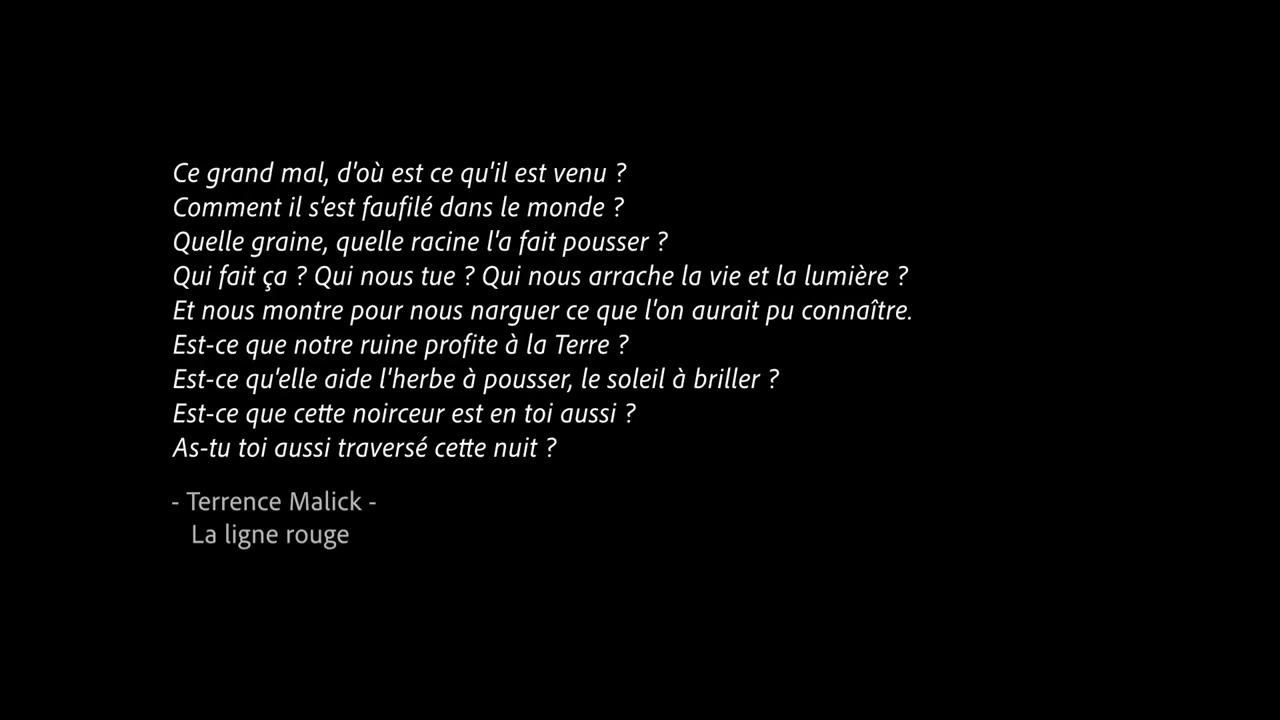 Ce grand mal, d'où est ce qu'il est venu ?
Comment il s'est faufilé dans le monde ?
Quelle graine, quelle racine l'a fait pousser ?
Qui fait ça ? Qui nous tue ? Qui nous arrache la vie et la lumière ?
Et nous montre pour nous narguer ce que l'on aurait pu connaître.
Est-ce que notre ruine profite à la Terre ?
Est-ce qu'elle aide l'herbe à pousser, le soleil à briller ?
Est-ce que cette noirceur est en toi aussi ?
As-tu toi aussi traversé cette nuit ?
- Terrence Malick -
La ligne rouge